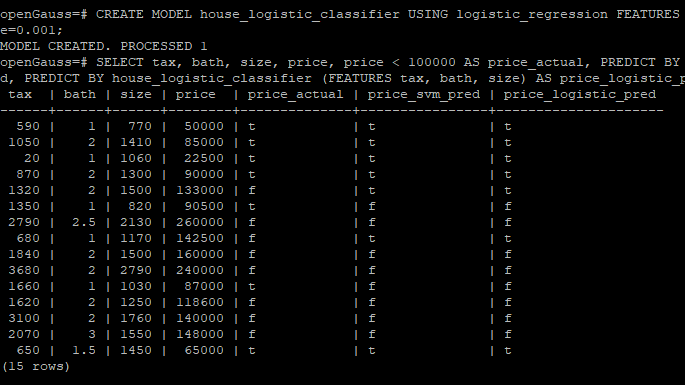 openGauss=# CREATE MODEL house_logistic_classifier USING logistic_regression FEATURES
e=0.001;
MODEL CREATED. PROCESSED 1
openGauss=# SELECT tax, bath, size, price, price < 100000 AS price_actual, PREDICT BY
d, PREDICT BY house_logistic_classifier (FEATURES tax, bath, size) AS price_logistic_p
 tax  | bath | size | price  | price_actual | price_svm_pred | price_logistic_pred
------+------+------+--------+--------------+----------------+---------------------
  590 |    1 |  770 |  50000 | t            | t              | t
 1050 |    2 | 1410 |  85000 | t            | t              | t
   20 |    1 | 1060 |  22500 | t            | t              | t
  870 |    2 | 1300 |  90000 | t            | t              | t
 1320 |    2 | 1500 | 133000 | f            | t              | t
 1350 |    1 |  820 |  90500 | t            | f              | f
 2790 |  2.5 | 2130 | 260000 | f            | f              | f
  680 |    1 | 1170 | 142500 | f            | t              | t
 1840 |    2 | 1500 | 160000 | f            | f              | f
 3680 |    2 | 2790 | 240000 | f            | f              | f
 1660 |    1 | 1030 |  87000 | t            | f              | f
 1620 |    2 | 1250 | 118600 | f            | f              | f
 3100 |    2 | 1760 | 140000 | f            | f              | f
 2070 |    3 | 1550 | 148000 | f            | f              | f
  650 |  1.5 | 1450 |  65000 | t            | t              | t
(15 rows)